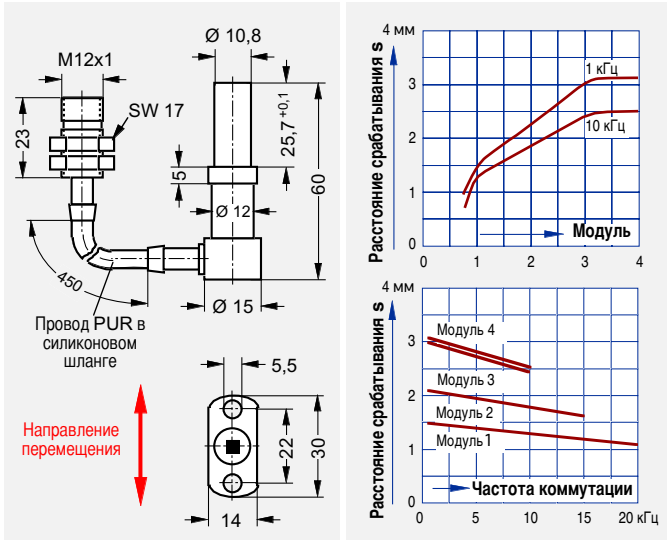 Ø 10,8
M12x1
SW 17
23
25,7 +0,1
5
60
Ø 12
450
Ø 15
Провод PUR в
силиконовом
шланге
5,5
Направление
перемещения
22
30
14
Расстояние срабатывания s
4 мм
3
2
1
0
1 кГц
10 кГц
Модуль
0 1 2 3 4
Расстояние срабатывания s
4 мм
3
2
1
0
Модуль 4
Модуль 3
Модуль 2
Модуль1
Частота коммутации
0 5 10 15 20 кГц